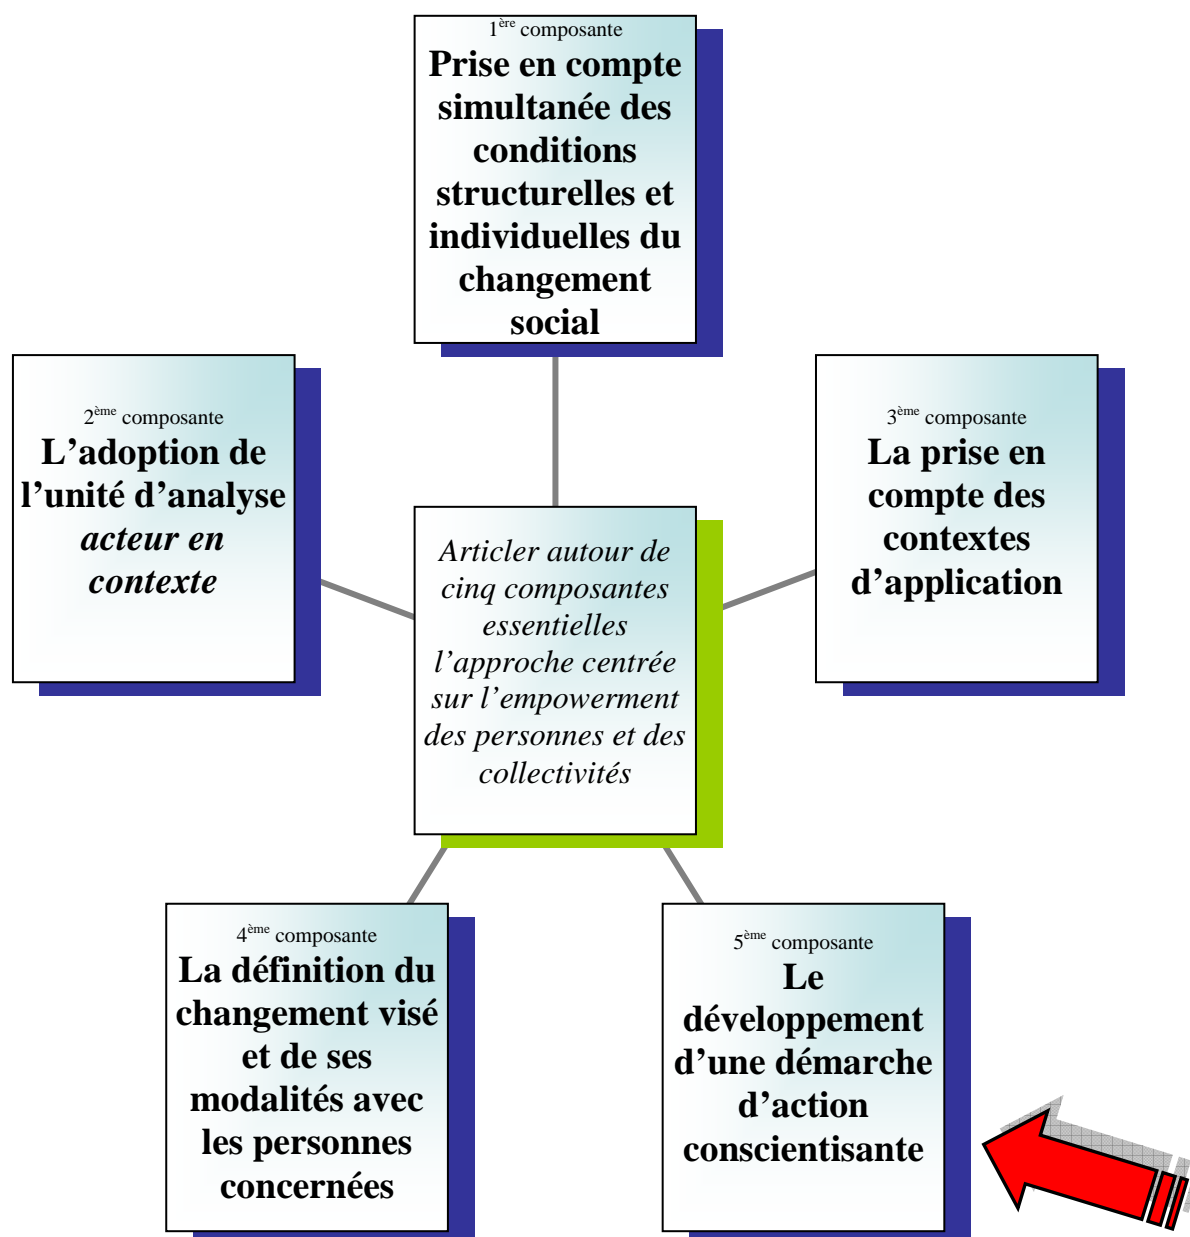 1ère composante
Prise en compte
simultanée des
conditions
structurelles et
individuelles du
changement
social
2ème composante
L’adoption de
l’unité d’analyse
acteur en
contexte
3ème composante
La prise en
compte des
contextes
d’application
Articler autour de
cinq composantes
essentielles
l’approche centrée
sur l’empowerment
des personnes et des
collectivités
4ème composante
La définition du
changement visé
et de ses
modalités avec
les personnes
concernées
5ème composante
Le
développement
d’une démarche
d’action
conscientisante